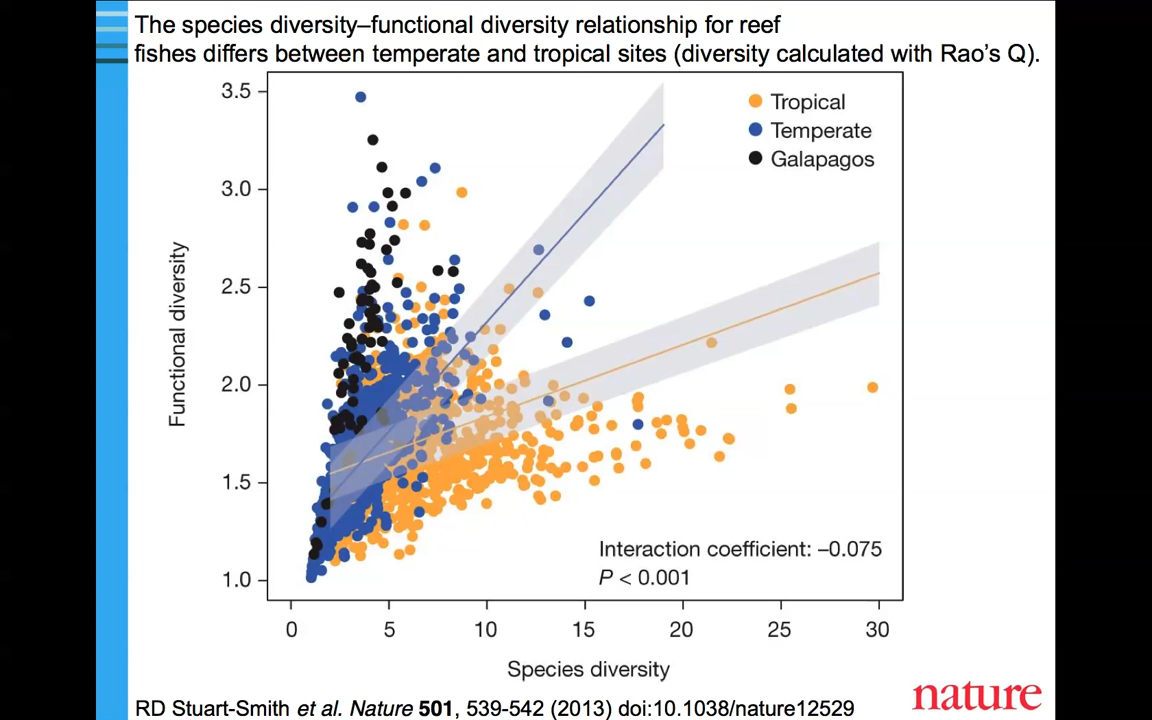 The species diversity–functional diversity relationship for reef
fishes differs between temperate and tropical sites (diversity calculated with Rao's Q).
3.5
3.0
2.5
2.0
1.5
1.0
Functional diversity
Tropical
Temperate
Galapagos
Interaction coefficient: –0.075
P < 0.001
0 5 10 15 20 25 30
Species diversity
nature
RD Stuart-Smith et al. Nature 501, 539-542 (2013) doi:10.1038/nature12529